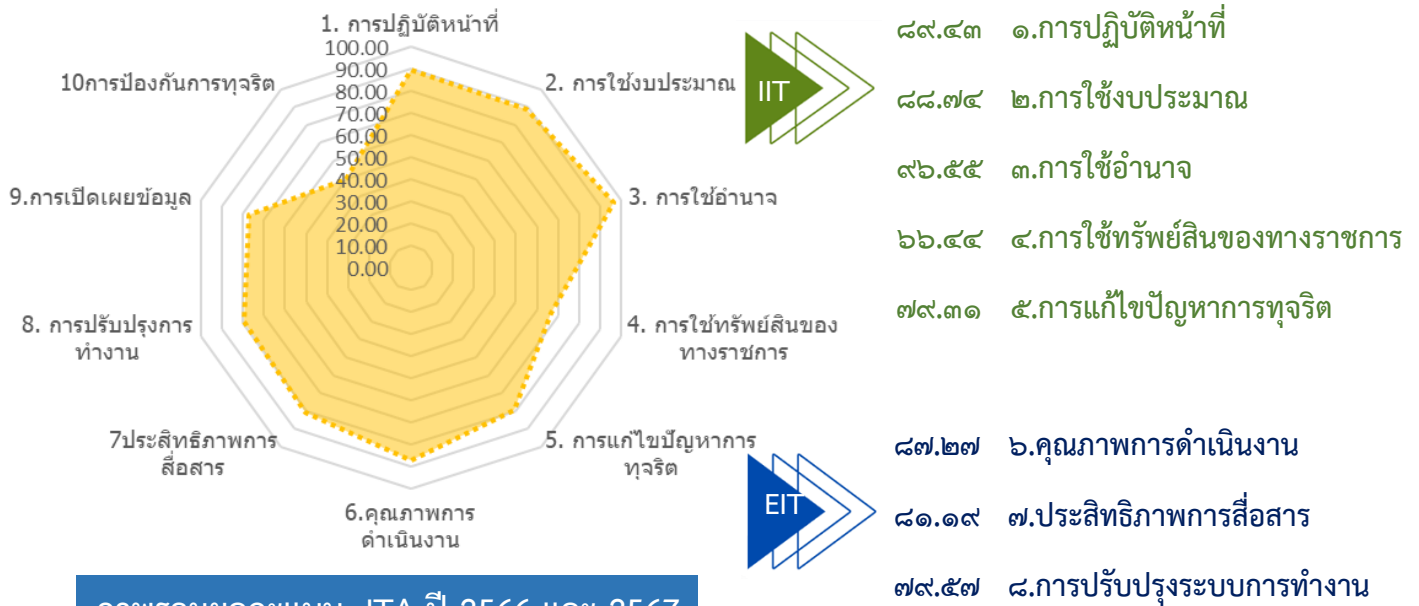 1. การปฏิบัติหน้าที่
100.00
90.00
80.00
70.00
60.00
50.00
40.00
30.00
20.00
10.00
0.00
2. การใช้งบประมาณ
3. การใช้อำนาจ
4. การใช้ทรัพย์สินของ
ทางราชการ
5. การแก้ไขปัญหาการ
ทุจริต
6.คุณภาพการ
ดำเนินงาน
7ประสิทธิภาพการ
สื่อสาร
8. การปรับปรุงการ
ทำงาน
9.การเปิดเผยข้อมูล
10การป้องกันการทุจริต
IIT
๘๙.๔๓ ๑.การปฏิบัติหน้าที่
๘๘.๗๔ ๒.การใช้งบประมาณ
๙๖.๕๕ ๓.การใช้อำนาจ
๖๖.๔๔ ๔.การใช้ทรัพย์สินของทางราชการ
๗๙.๓๑ ๕.การแก้ไขปัญหาการทุจริต
EIT
๘๗.๒๗ ๖.คุณภาพการดำเนินงาน
๘๑.๑๙ ๗.ประสิทธิภาพการสื่อสาร
๗๙.๕๗ ๘.การปรับปรุงระบบการทำงาน
ITA ปี 2566 และ 2567